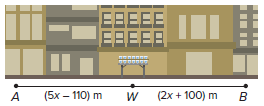 A (5x – 110) m W (2x + 100) m B